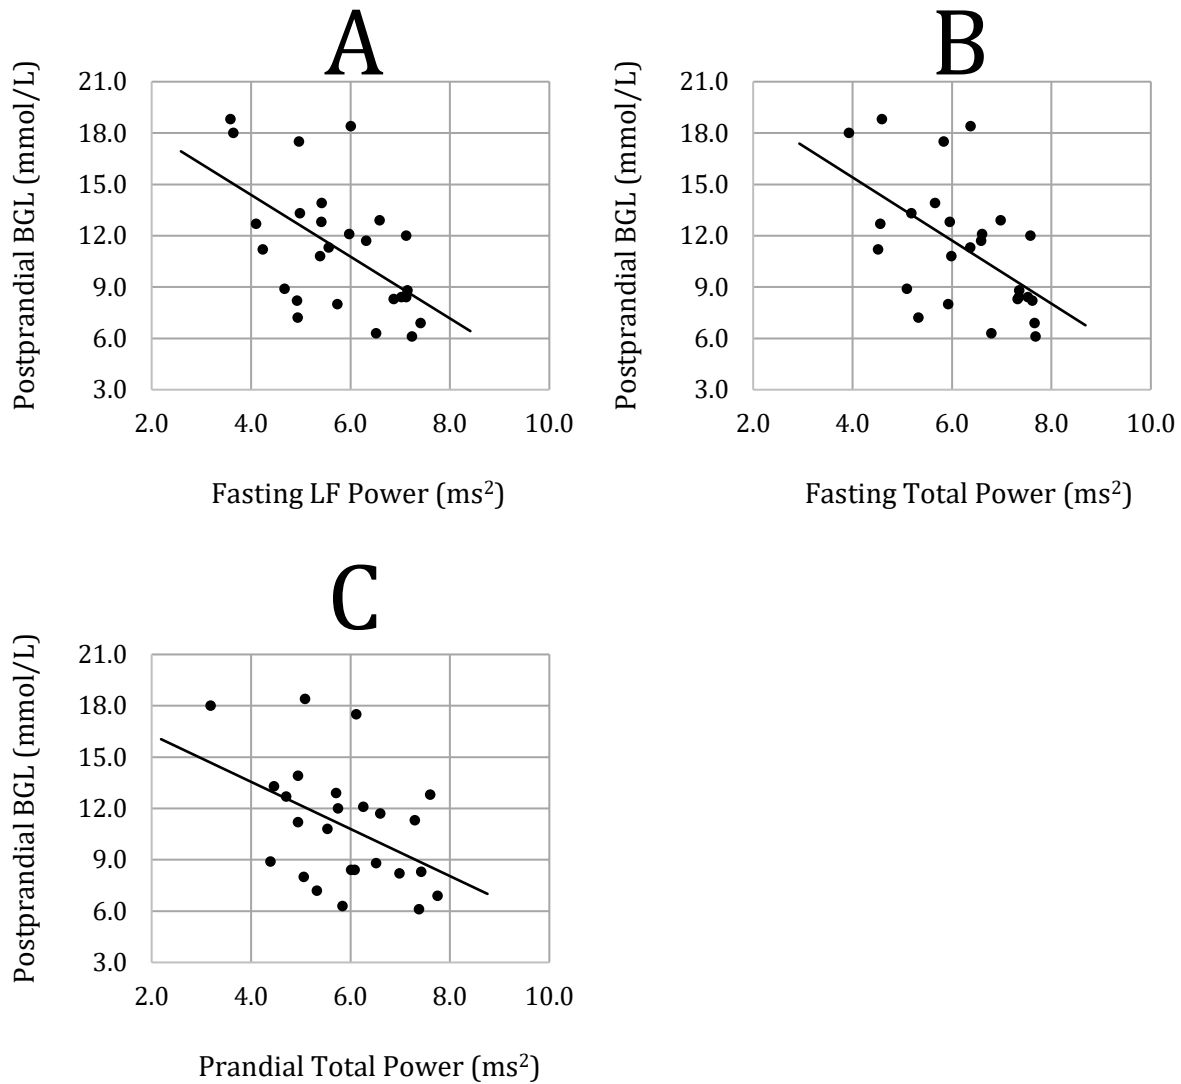 A
Postprandial BGL (mmol/L)
21.0
18.0
15.0
12.0
9.0
6.0
3.0
2.0 4.0 6.0 8.0 10.0
Fasting LF Power (ms²)
B
Postprandial BGL (mmol/L)
21.0
18.0
15.0
12.0
9.0
6.0
3.0
2.0 4.0 6.0 8.0 10.0
Fasting Total Power (ms²)
C
Postprandial BGL (mmol/L)
21.0
18.0
15.0
12.0
9.0
6.0
3.0
2.0 4.0 6.0 8.0 10.0
Prandial Total Power (ms²)